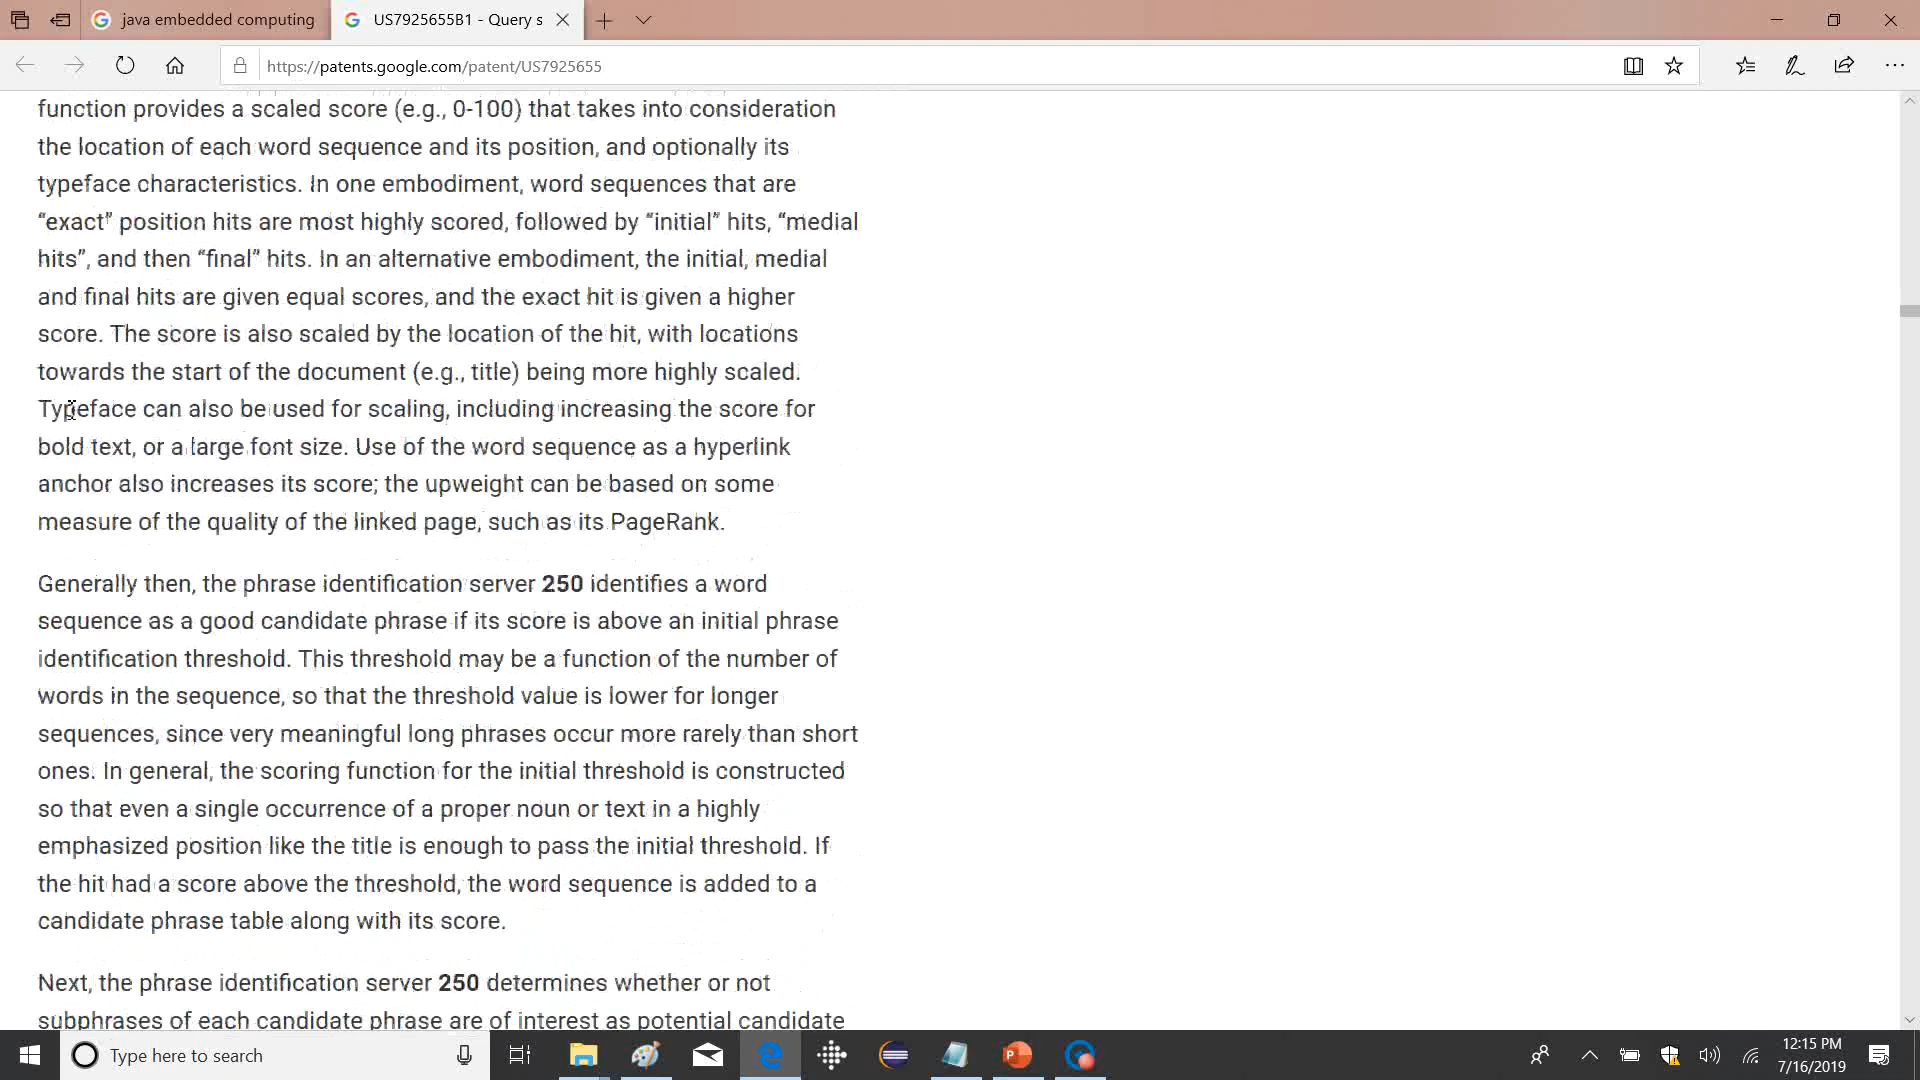 java embedded computing
US7925655B1 - Query s
https://patents.google.com/patent/US7925655
function provides a scaled score (e.g., 0-100) that takes into consideration
the location of each word sequence and its position, and optionally its
typeface characteristics. In one embodiment, word sequences that are
“exact” position hits are most highly scored, followed by “initial” hits, “medial
hits”, and then “final” hits. In an alternative embodiment, the initial, medial
and final hits are given equal scores, and the exact hit is given a higher
score. The score is also scaled by the location of the hit, with locations
towards the start of the document (e.g., title) being more highly scaled.
Typeface can also be used for scaling, including increasing the score for
bold text, or a large font size. Use of the word sequence as a hyperlink
anchor also increases its score; the upweight can be based on some
measure of the quality of the linked page, such as its PageRank.
Generally then, the phrase identification server 250 identifies a word
sequence as a good candidate phrase if its score is above an initial phrase
identification threshold. This threshold may be a function of the number of
words in the sequence, so that the threshold value is lower for longer
sequences, since very meaningful long phrases occur more rarely than short
ones. In general, the scoring function for the initial threshold is constructed
so that even a single occurrence of a proper noun or text in a highly
emphasized position like the title is enough to pass the initial threshold. If
the hit had a score above the threshold, the word sequence is added to a
candidate phrase table along with its score.
Next, the phrase identification server 250 determines whether or not
subphrases of each candidate phrase are of interest as potential candidate
Type here to search
12:15 PM
7/16/2019